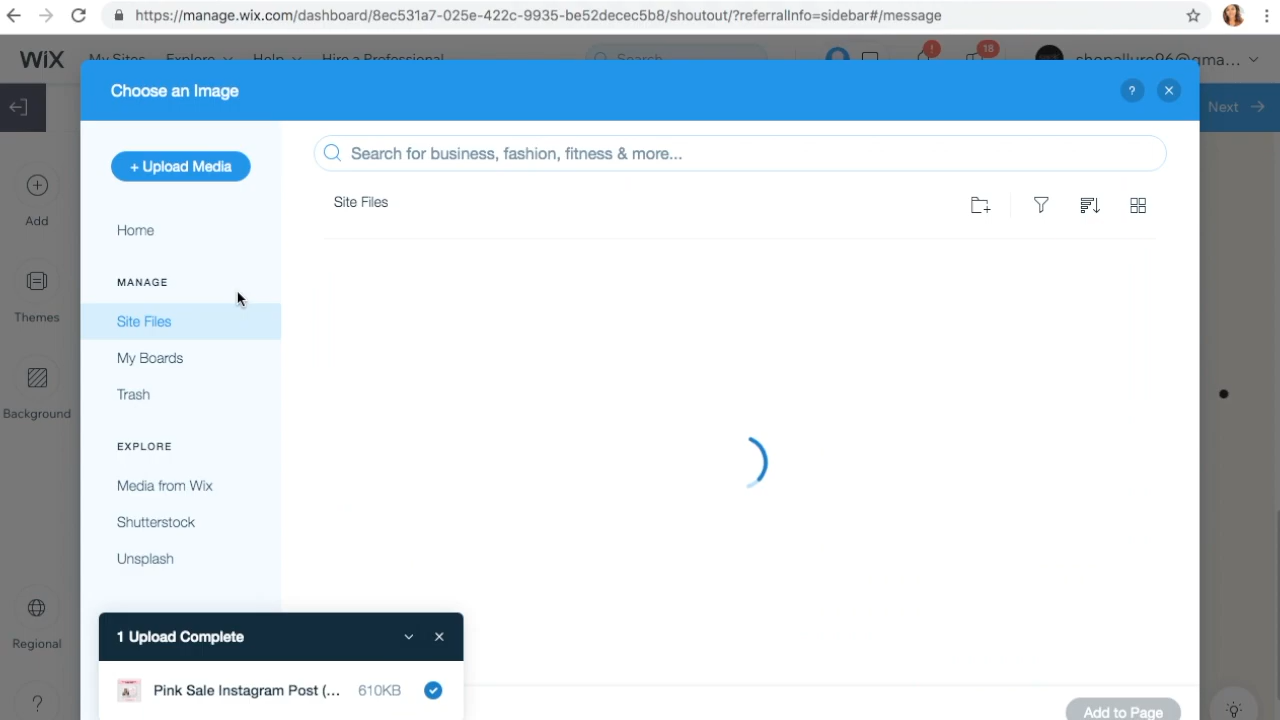 https://manage.wix.com/dashboard/8ec531a7-025e-422c-9935-be52decec5b8/shoutout/?referralInfo=sidebar#/message
WiX My Sites Explore Help Hire a Professional Search ! 18 shopallure96@gma...
Choose an Image ? ×
Next
+ Upload Media
Search for business, fashion, fitness & more...
Site Files
Add
Home
MANAGE
Site Files
Themes
My Boards
Trash
Background
EXPLORE
Media from Wix
Shutterstock
Unsplash
1 Upload Complete
Regional
Pink Sale Instagram Post (... 610KB
?
Add to Page